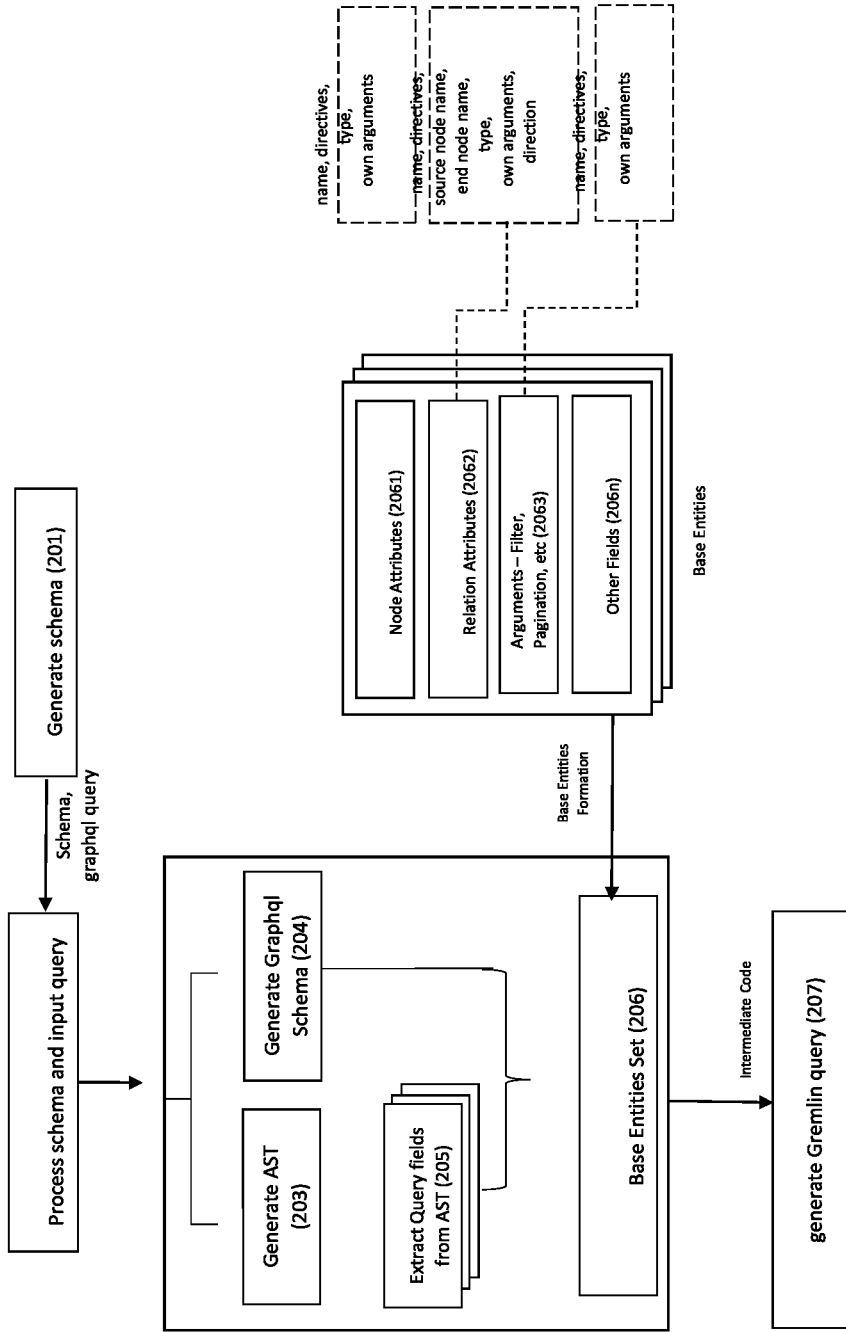 Generate schema (201)
Schema,
graphql query
Process schema and input query
Generate AST
(203)
Generate Graphql
Schema (204)
Extract Query fields
from AST (205)
Base Entities Set (206)
Intermediate Code
generate Gremlin query (207)
Base Entities
Formation
Node Attributes (2061)
Relation Attributes (2062)
Arguments – Filter,
Pagination, etc (2063)
Other Fields (206n)
Base Entities
name, directives,
type,
own arguments
name, directives,
source node name,
end node name,
type,
own arguments,
direction
name, directives,
type,
own arguments